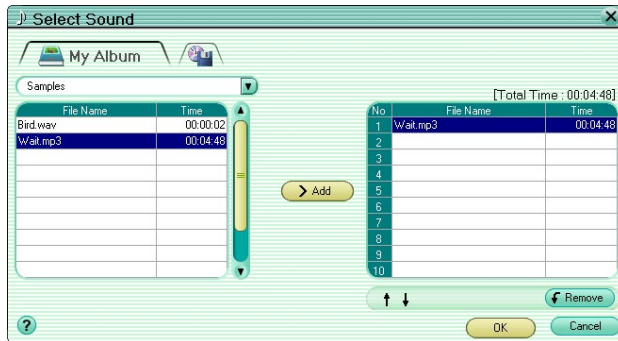 Select Sound
My Album
Samples
[Total Time : 00:04:48]
File Name Time
Bird.wav 00:00:02
Wait.mp3 00:04:48
> Add
No File Name Time
1 Wait.mp3 00:04:48
2
3
4
5
6
7
8
9
10
Remove
?
OK
Cancel